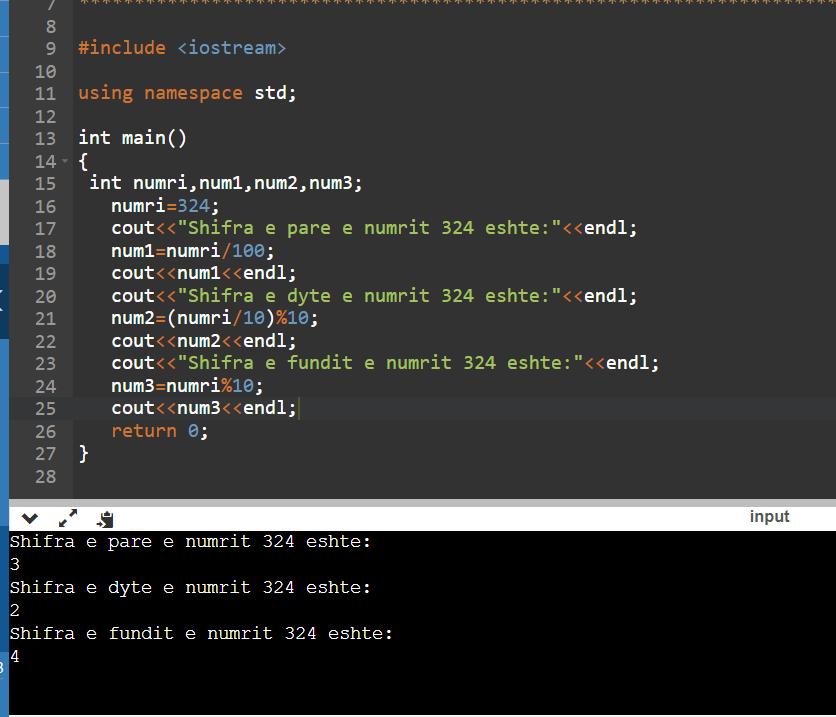 7 ********************************************************************
8
9 #include <iostream>
10
11 using namespace std;
12
13 int main()
14 {
15  int numri,num1,num2,num3;
16    numri=324;
17    cout<<"Shifra e pare e numrit 324 eshte:"<<endl;
18    num1=numri/100;
19    cout<<num1<<endl;
20    cout<<"Shifra e dyte e numrit 324 eshte:"<<endl;
21    num2=(numri/10)%10;
22    cout<<num2<<endl;
23    cout<<"Shifra e fundit e numrit 324 eshte:"<<endl;
24    num3=numri%10;
25    cout<<num3<<endl;
26    return 0;
27 }
28
input
Shifra e pare e numrit 324 eshte:
3
Shifra e dyte e numrit 324 eshte:
2
Shifra e fundit e numrit 324 eshte:
4